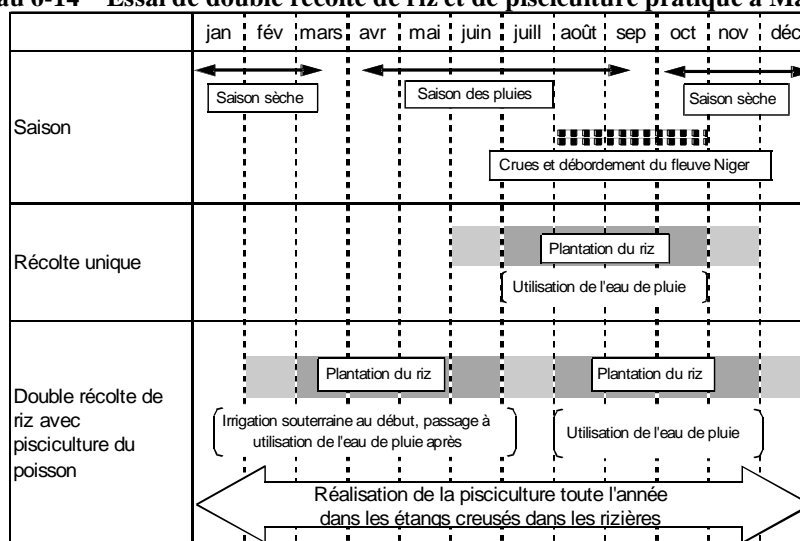 Essai de double récolte de riz et de pisciculture pratiqué à
jan fév mars avr mai juin juill août sep oct nov déc
Saison
Saison sèche
Saison des pluies
Saison sèche
Crues et débordement du fleuve Niger
Récolte unique
Plantation du riz
Utilisation de l'eau de pluie
Double récolte de
riz avec
pisciculture du
poisson
Plantation du riz
Plantation du riz
Irrigation souterraine au début, passage à
utilisation de l'eau de pluie après
Utilisation de l'eau de pluie
Réalisation de la pisciculture toute l'année
dans les étangs creusés dans les rizières